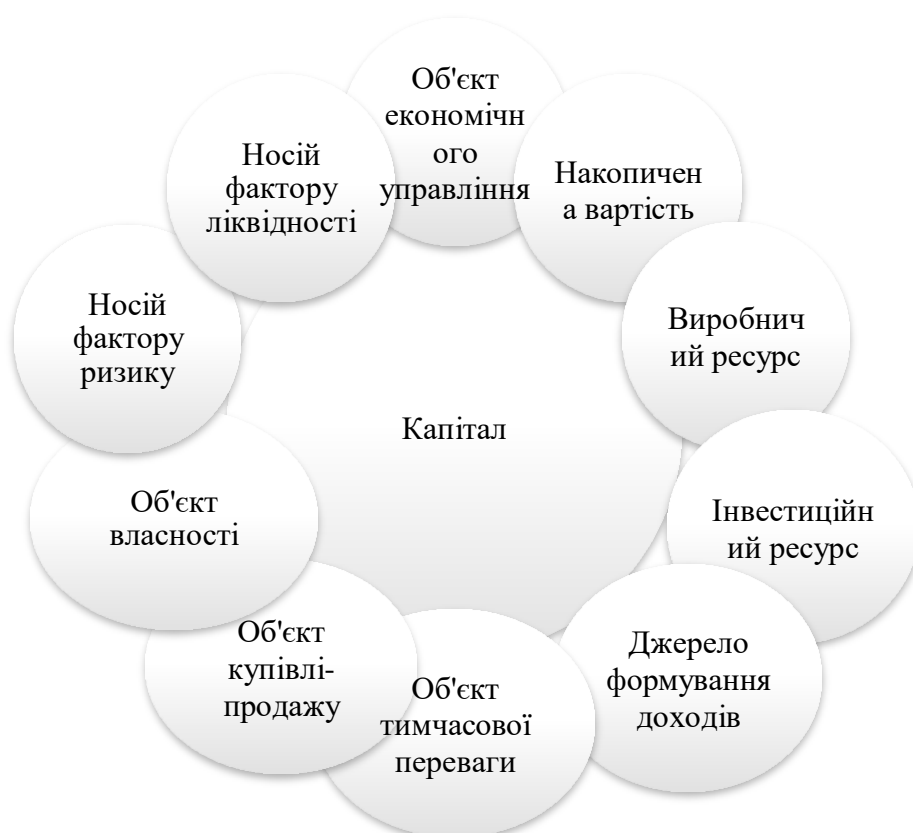 Об'єкт
економічн
ого
управління
Накопичен
а вартість
Виробнич
ий ресурс
Інвестиційн
ий ресурс
Джерело
формування
доходів
Об'єкт
тимчасової
переваги
Об'єкт
купівлі-
продажу
Об'єкт
власності
Носій
фактору
ризику
Носій
фактору
ліквідності
Капітал